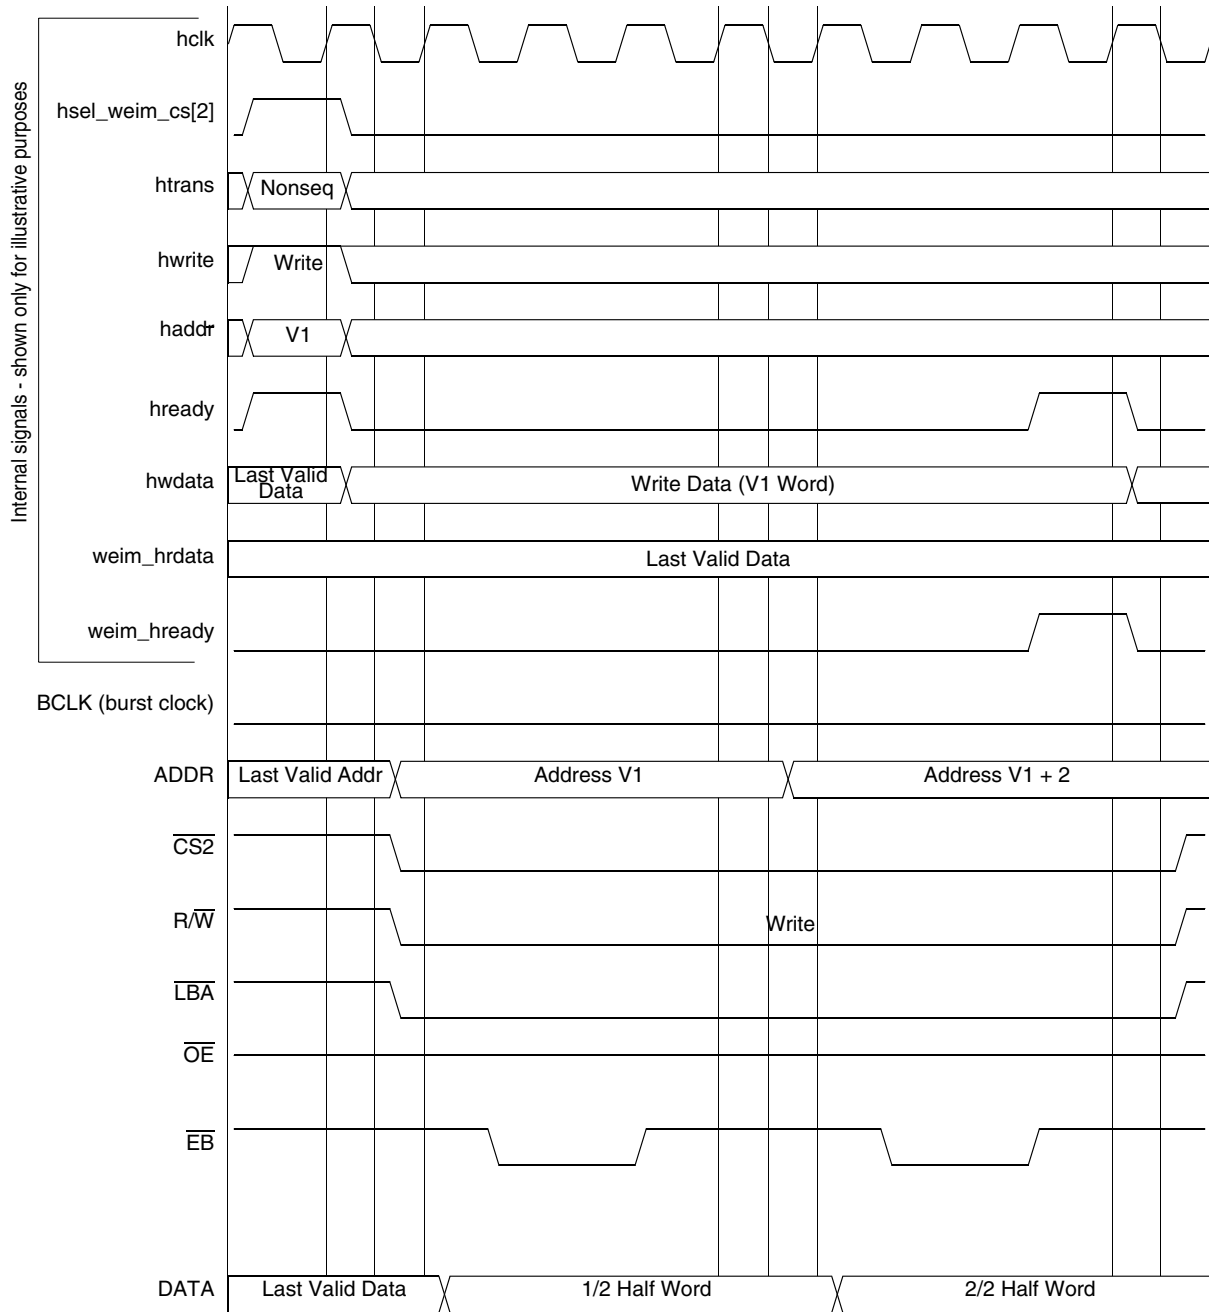 Internal signals - shown only for illustrative purposes
hclk
hsel_weim_cs[2]
htrans
Nonseq
hwrite
Write
haddr
V1
hready
hwdata
Last Valid
Data
Write Data (V1 Word)
weim_hrdata
Last Valid Data
weim_hready
BCLK (burst clock)
ADDR
Last Valid Addr
Address V1
Address V1 + 2
CS2
R/W
Write
LBA
OE
EB
DATA
Last Valid Data
1/2 Half Word
2/2 Half Word